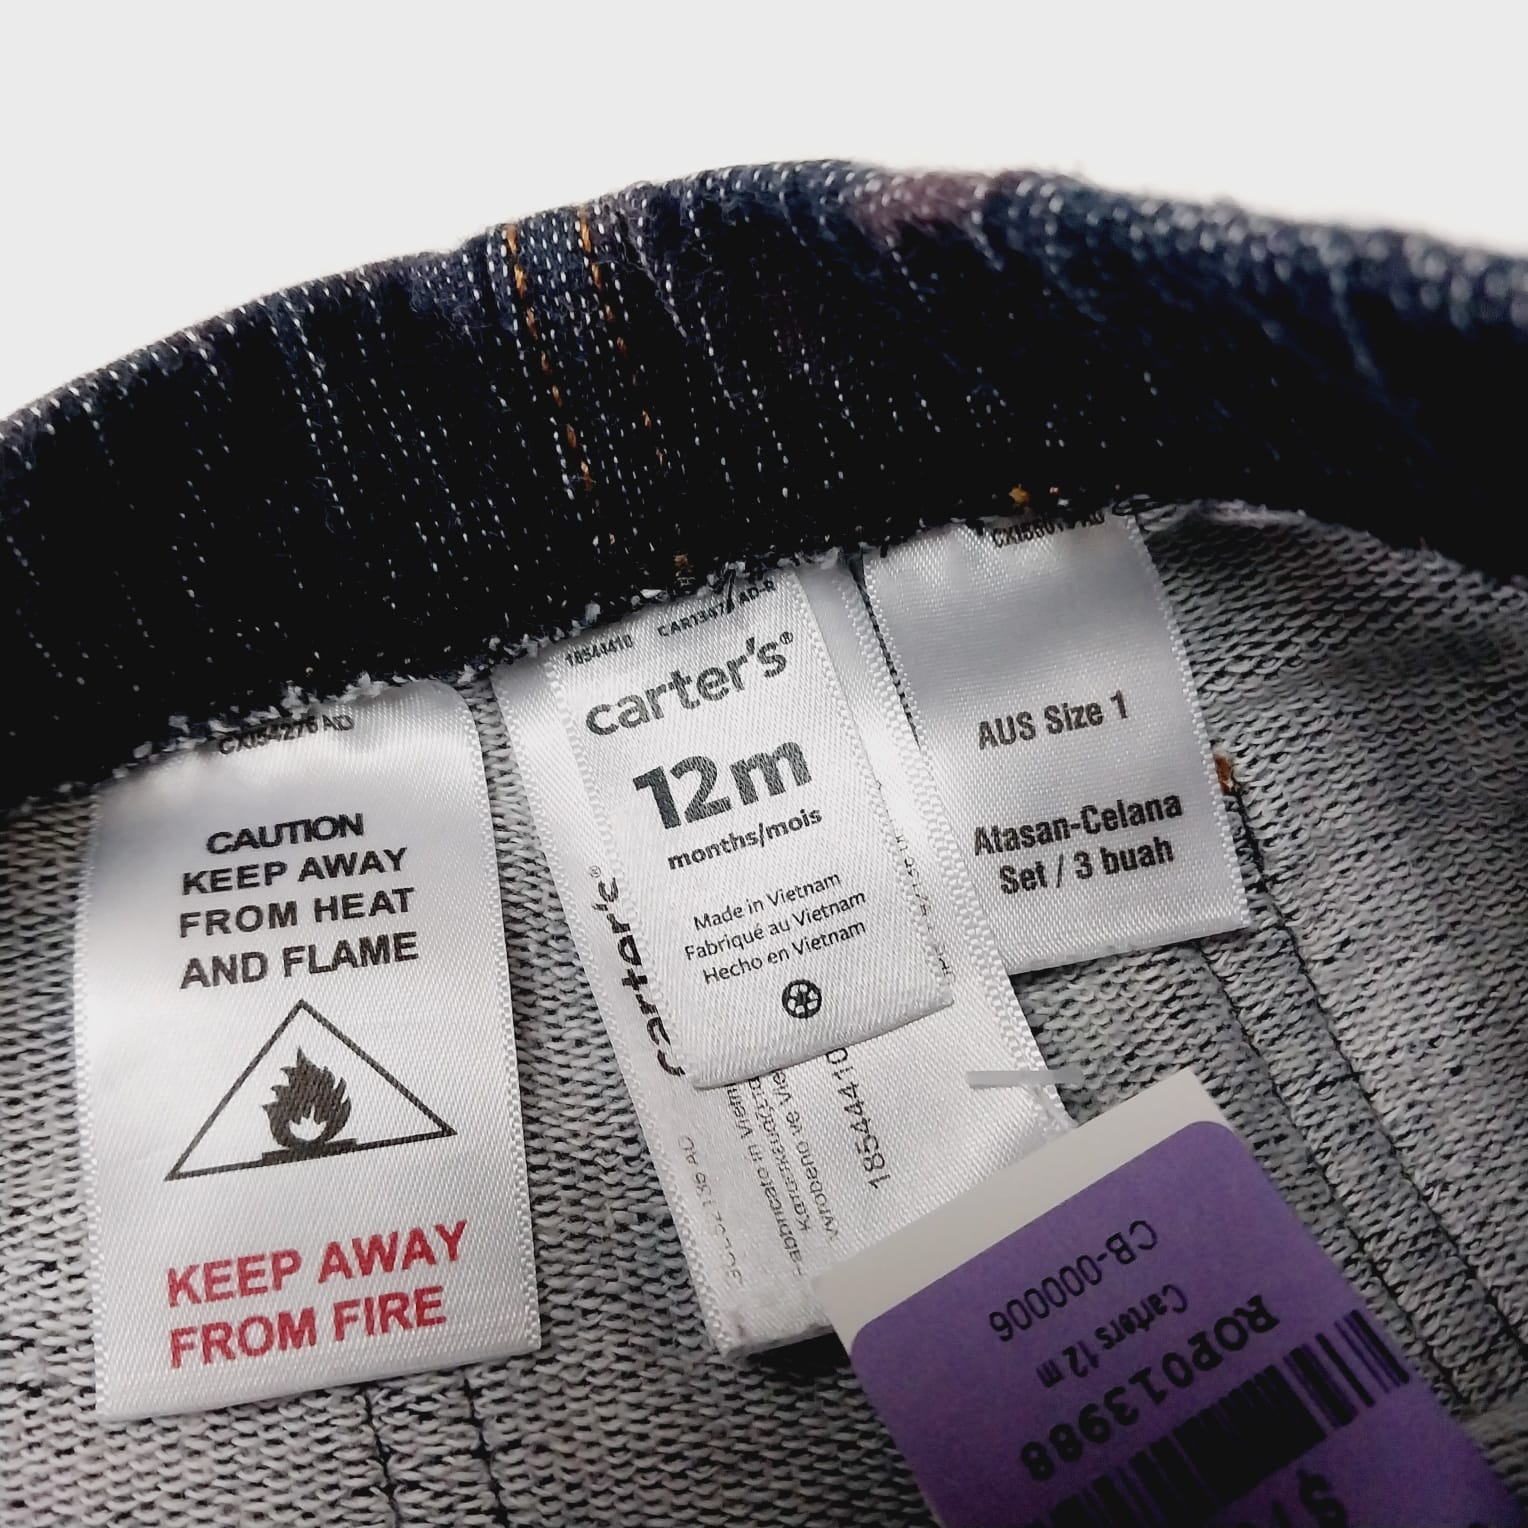 CAUTION
KEEP AWAY
FROM HEAT
AND FLAME
KEEP AWAY
FROM FIRE
carter's®
12m
months/mois
Made in Vietnam
Fabriqué au Vietnam
Hecho en Vietnam
carter's®
18544410
AUS Size 1
Atasan-Celana
Set / 3 buah
CB-000006
Carters 12 m
ROP013988